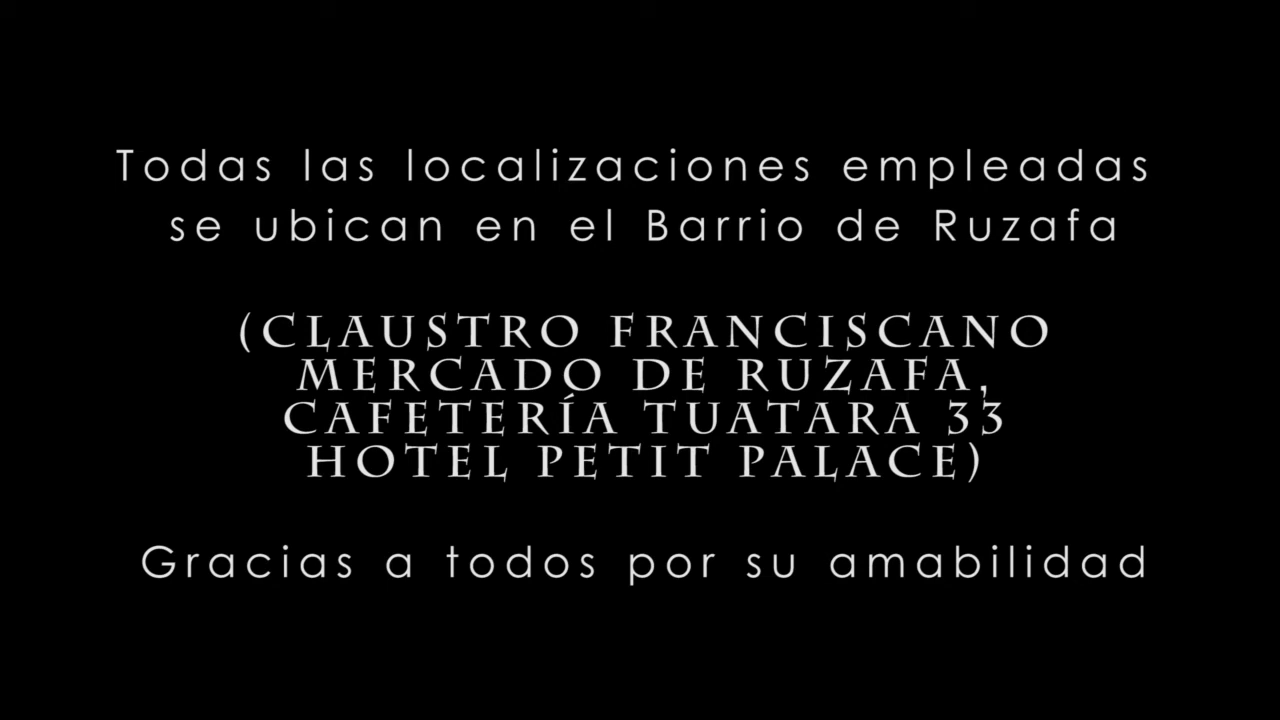 Todas las localizaciones empleadas
se ubican en el Barrio de Ruzafa
(CLAUSTRO FRANCISCANO
MERCADO DE RUZAFA,
CAFETERÍA TUATARA 33
HOTEL PETIT PALACE)
Gracias a todos por su amabilidad